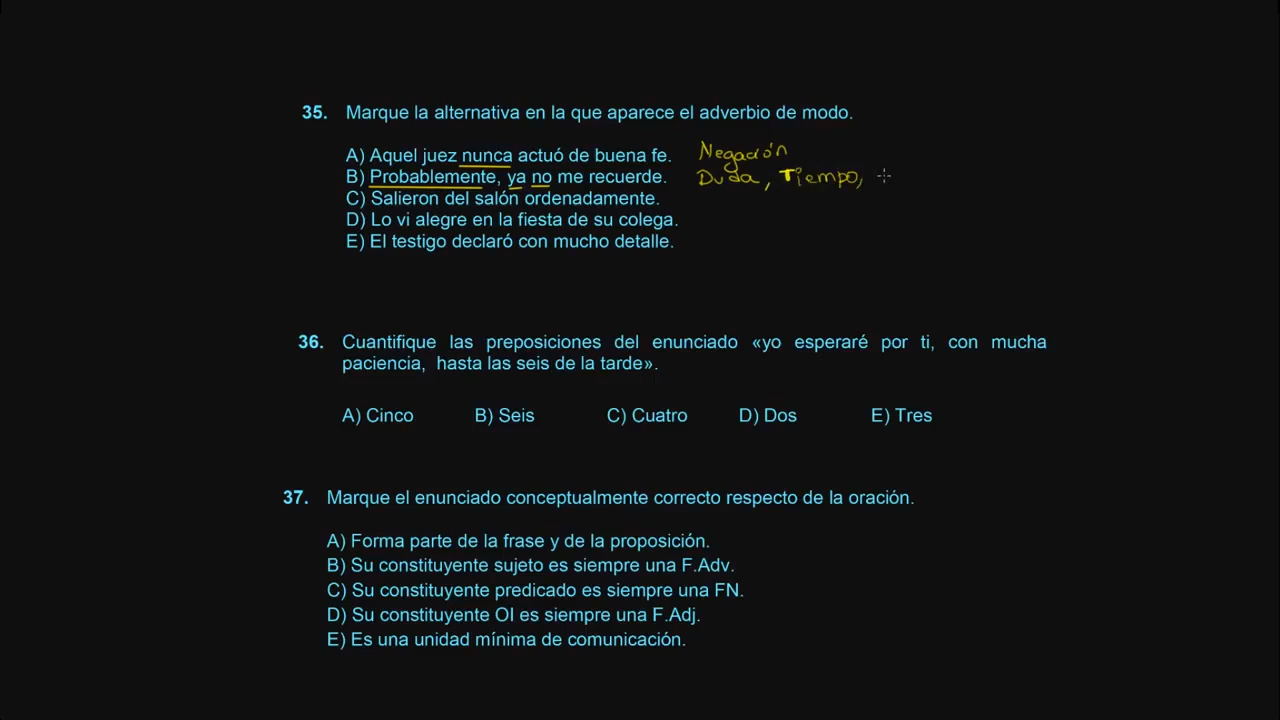 35. Marque la alternativa en la que aparece el adverbio de modo.
A) Aquel juez nunca actuó de buena fe. Negación
B) Probablemente, ya no me recuerde. Duda, Tiempo,
C) Salieron del salón ordenadamente.
D) Lo vi alegre en la fiesta de su colega.
E) El testigo declaró con mucho detalle.
36. Cuantifique las preposiciones del enunciado «yo esperaré por ti, con mucha
paciencia, hasta las seis de la tarde».
A) Cinco B) Seis C) Cuatro D) Dos E) Tres
37. Marque el enunciado conceptualmente correcto respecto de la oración.
A) Forma parte de la frase y de la proposición.
B) Su constituyente sujeto es siempre una F.Adv.
C) Su constituyente predicado es siempre una FN.
D) Su constituyente OI es siempre una F.Adj.
E) Es una unidad mínima de comunicación.